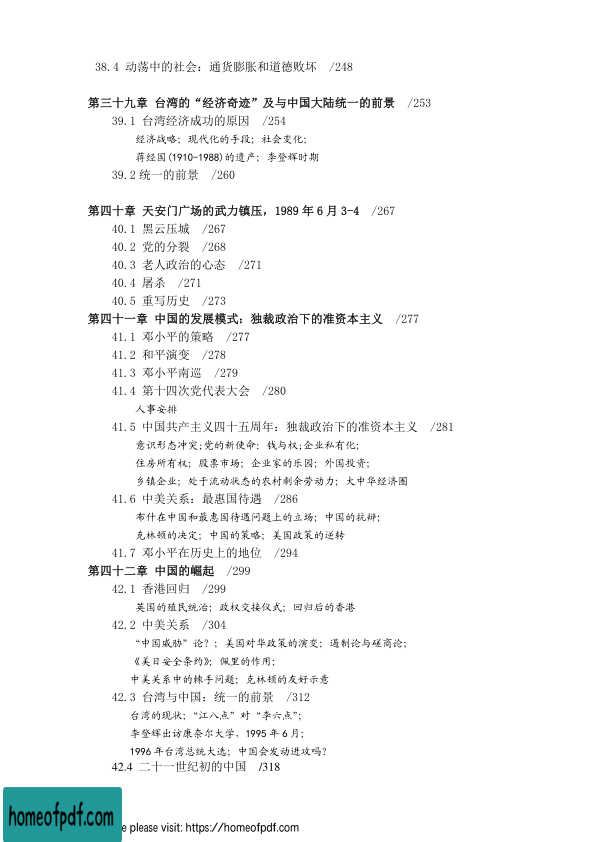 38.4 动荡中的社会：通货膨胀和道德败坏 /248
第三十九章 台湾的“经济奇迹”及与中国大陆统一的前景 /253
39.1 台湾经济成功的原因 /254
经济战略；现代化的手段；社会变化；
蒋经国(1910-1988)的遗产；李登辉时期
39.2 统一的前景 /260
第四十章 天安门广场的武力镇压，1989 年 6 月 3-4 /267
40.1 黑云压城 /267
40.2 党的分裂 /268
40.3 老人政治的心态 /271
40.4 屠杀 /271
40.5 重写历史 /273
第四十一章 中国的发展模式：独裁政治下的准资本主义 /277
41.1 邓小平的策略 /277
41.2 和平演变 /278
41.3 邓小平南巡 /279
41.4 第十四次党代表大会 /280
人事安排
41.5 中国共产主义四十五周年：独裁政治下的准资本主义 /281
意识形态冲突;党的新使命：钱与权;企业私有化;
住房所有权；股票市场；企业家的乐园；外国投资;
乡镇企业；处于流动状态的农村剩余劳动力；大中华经济圈
41.6 中美关系：最惠国待遇 /286
布什在中国和最惠国待遇问题上的立场；中国的抗辩;
克林顿的决定；中国的策略；美国政策的逆转
41.7 邓小平在历史上的地位 /294
第四十二章 中国的崛起 /299
42.1 香港回归 /299
英国的殖民统治；政权交接仪式；回归后的香港
42.2 中美关系 /304
“中国威胁”论？；美国对华政策的演变；遏制论与磋商论;
《美日安全条约》；佩里的作用;
中美关系中的棘手问题；克林顿的友好示意
42.3 台湾与中国：统一的前景 /312
台湾的现状；“江八点”对“李六点”;
李登辉出访康奈尔大学，1995 年 6 月;
1996 年台湾总统大选；中国会发动进攻吗?
42.4 二十一世纪初的中国 /318
homeofpdf.com
e please visit: https://homeofpdf.com